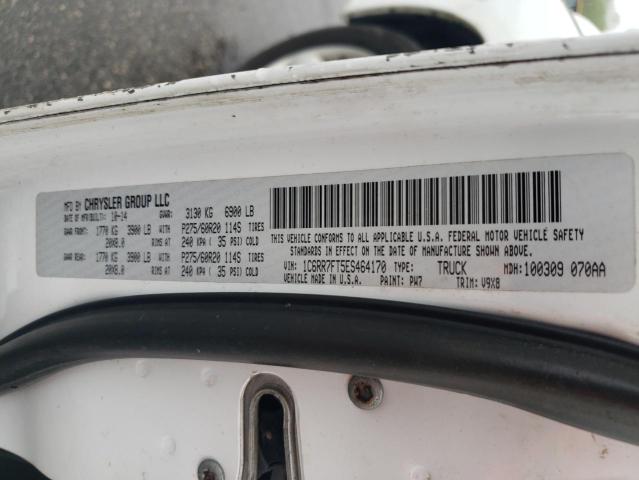 MFD BY CHRYSLER GROUP LLC
DATE OF MFR(BUILT): 10-14 GVWR: 3130 KG 6900 LB
GAWR FRONT: 1770 KG 3900 LB WITH P275/60R20 114S TIRES
20X8.0 RIMS AT 240 KPA ( 35 PSI) COLD
GAWR REAR: 1770 KG 3900 LB WITH P275/60R20 114S TIRES
20X8.0 RIMS AT 240 KPA ( 35 PSI) COLD
THIS VEHICLE CONFORMS TO ALL APPLICABLE U.S.A. FEDERAL MOTOR VEHICLE SAFETY
STANDARDS IN EFFECT ON THE DATE OF MANUFACTURE SHOWN ABOVE.
VIN: 1C6RR7FT5ES464170 TYPE: TRUCK MDH: 100309 070AA
VEHICLE MADE IN U.S.A. PAINT: PW7 TRIM: V9X8